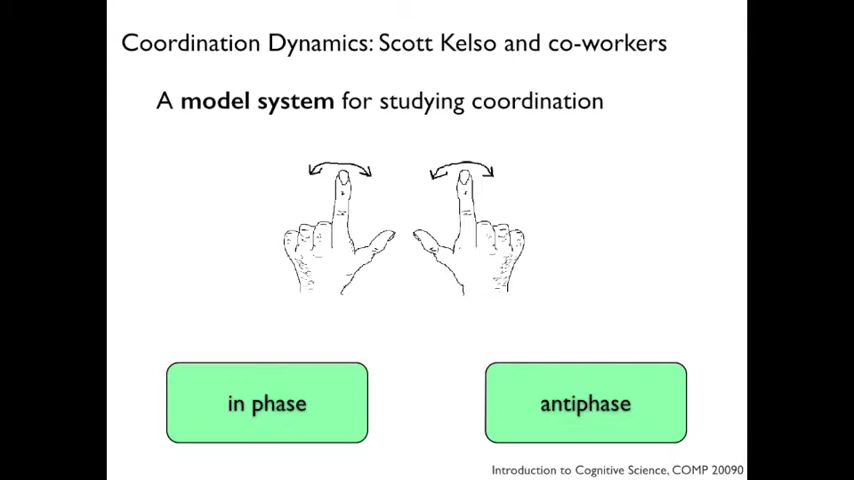 Coordination Dynamics: Scott Kelso and co-workers
A model system for studying coordination
in phase
antiphase
Introduction to Cognitive Science, COMP 20090